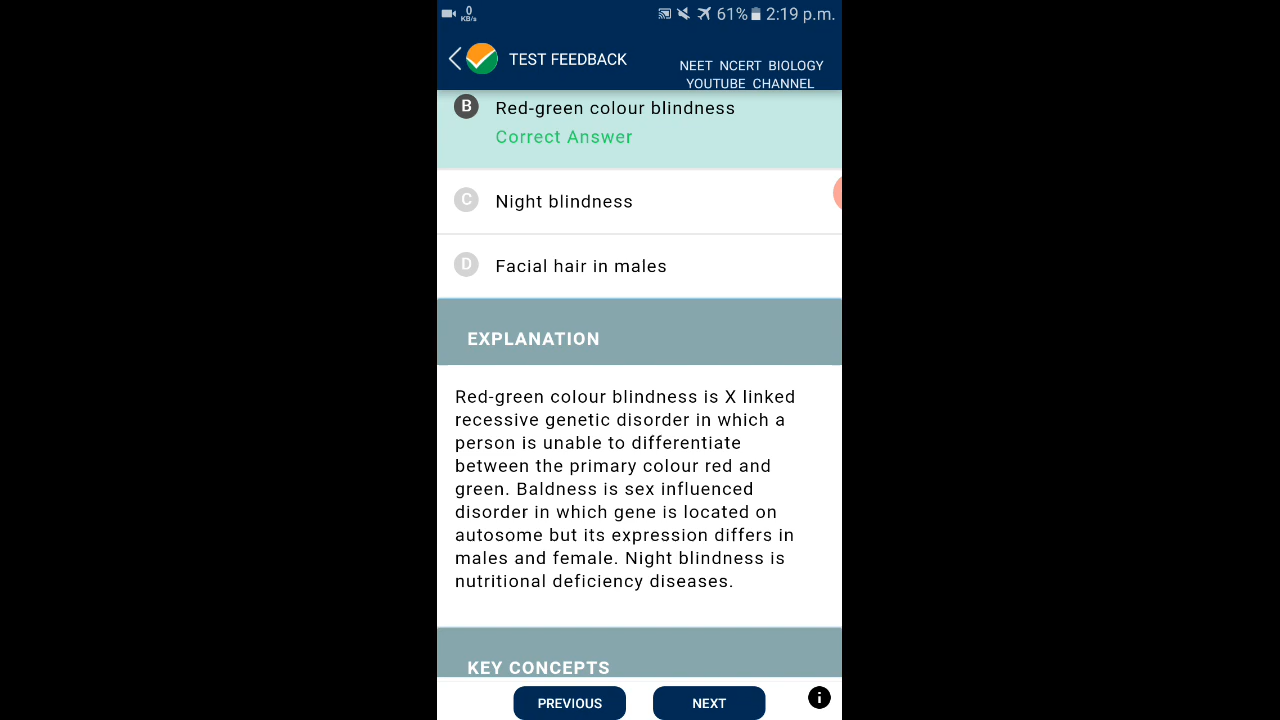 0
KB/s
61% 2:19 p.m.
TEST FEEDBACK
NEET NCERT BIOLOGY
YOUTUBE CHANNEL
B Red-green colour blindness
Correct Answer
C Night blindness
D Facial hair in males
EXPLANATION
Red-green colour blindness is X linked
recessive genetic disorder in which a
person is unable to differentiate
between the primary colour red and
green. Baldness is sex influenced
disorder in which gene is located on
autosome but its expression differs in
males and female. Night blindness is
nutritional deficiency diseases.
KEY CONCEPTS
PREVIOUS NEXT